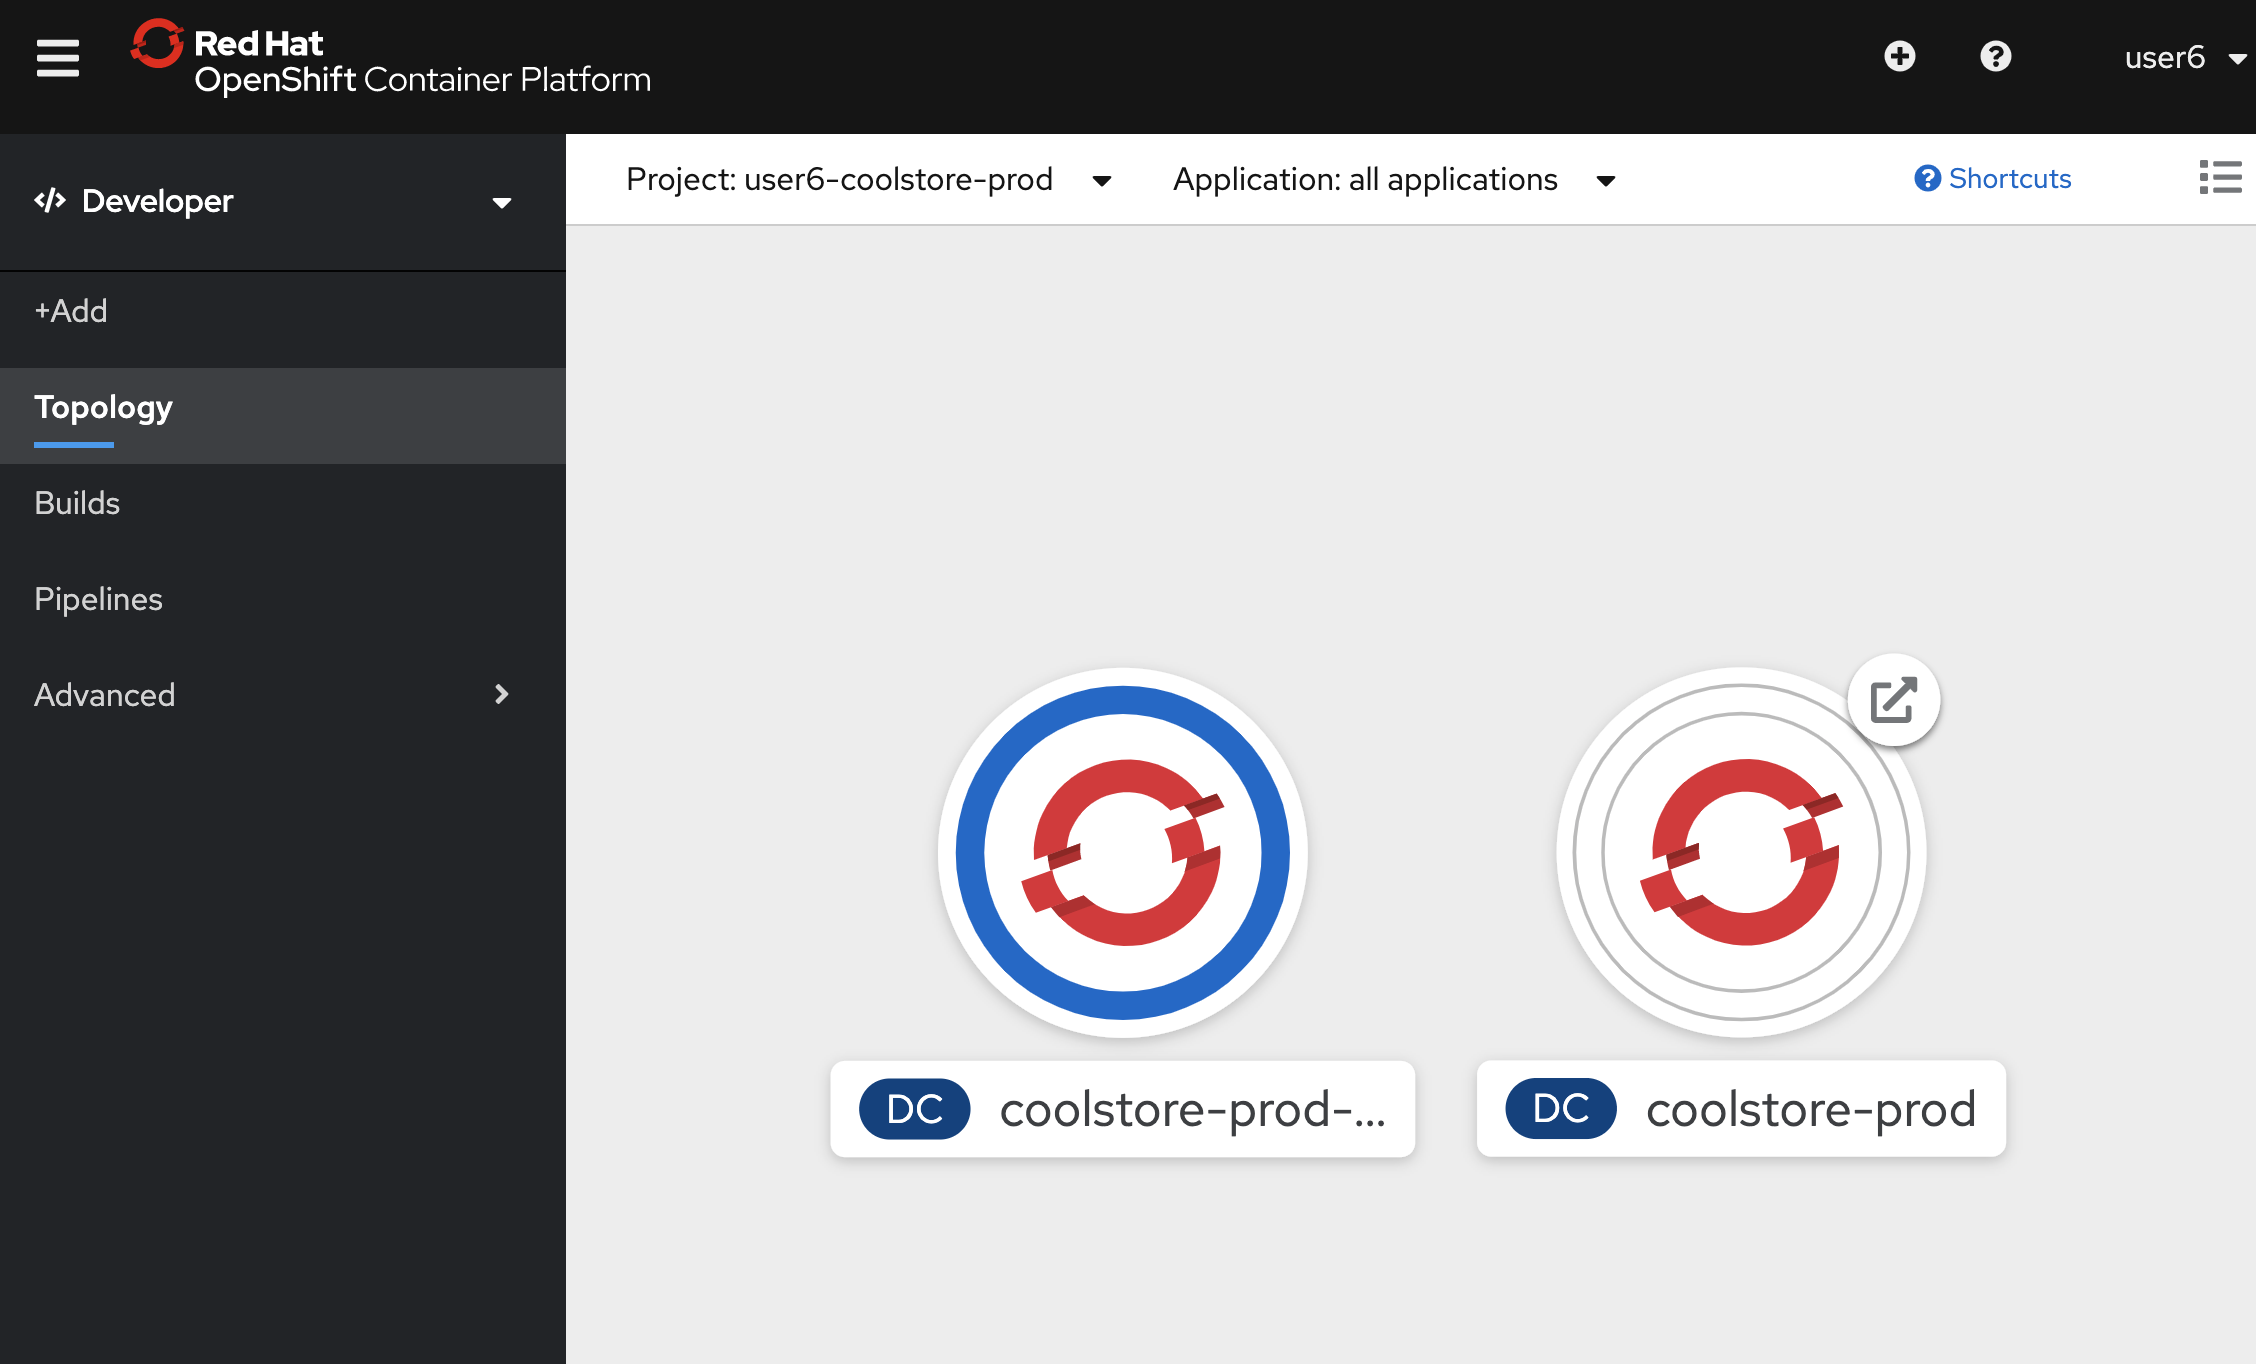 Red Hat
OpenShift Container Platform
user6
Developer
Project: user6-coolstore-prod
Application: all applications
Shortcuts
+Add
Topology
Builds
Pipelines
Advanced
DC coolstore-prod-...
DC coolstore-prod